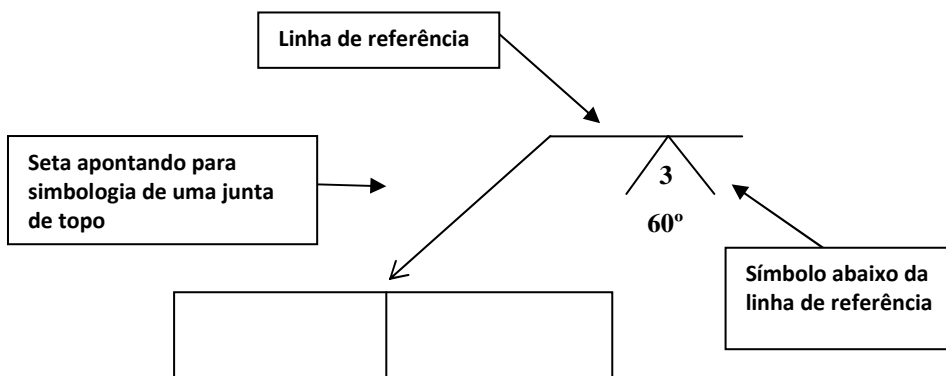 Linha de referência
Seta apontando para
simbologia de uma junta
de topo
3
60º
Símbolo abaixo da
linha de referência